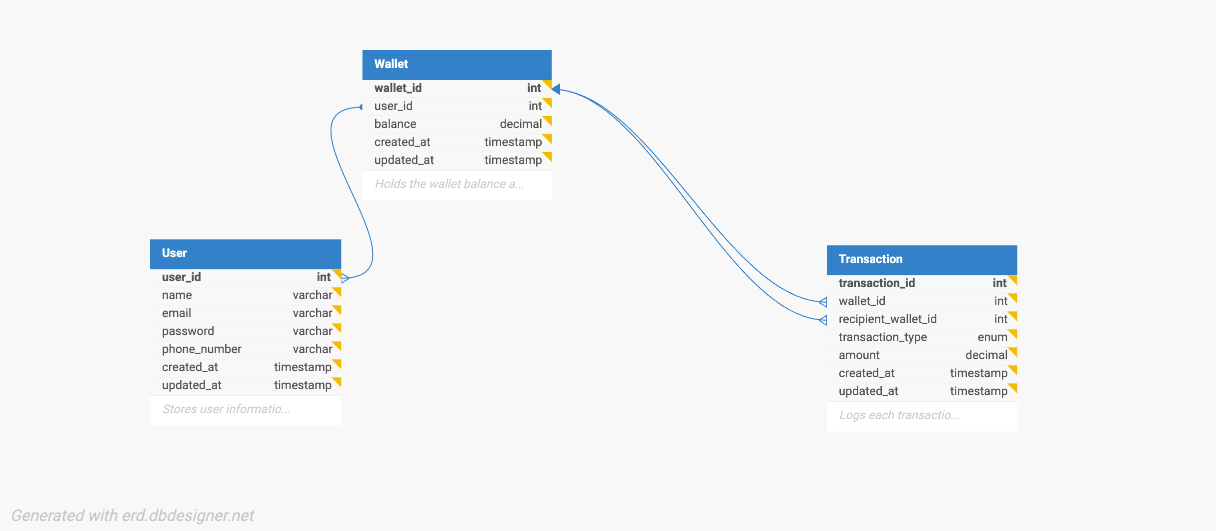 Wallet
wallet_id int
user_id int
balance decimal
created_at timestamp
updated_at timestamp
Holds the wallet balance a...
User
user_id int
name varchar
email varchar
password varchar
phone_number varchar
created_at timestamp
updated_at timestamp
Stores user informatio...
Transaction
transaction_id int
wallet_id int
recipient_wallet_id int
transaction_type enum
amount decimal
created_at timestamp
updated_at timestamp
Logs each transactio...
Generated with erd.dbdesigner.net